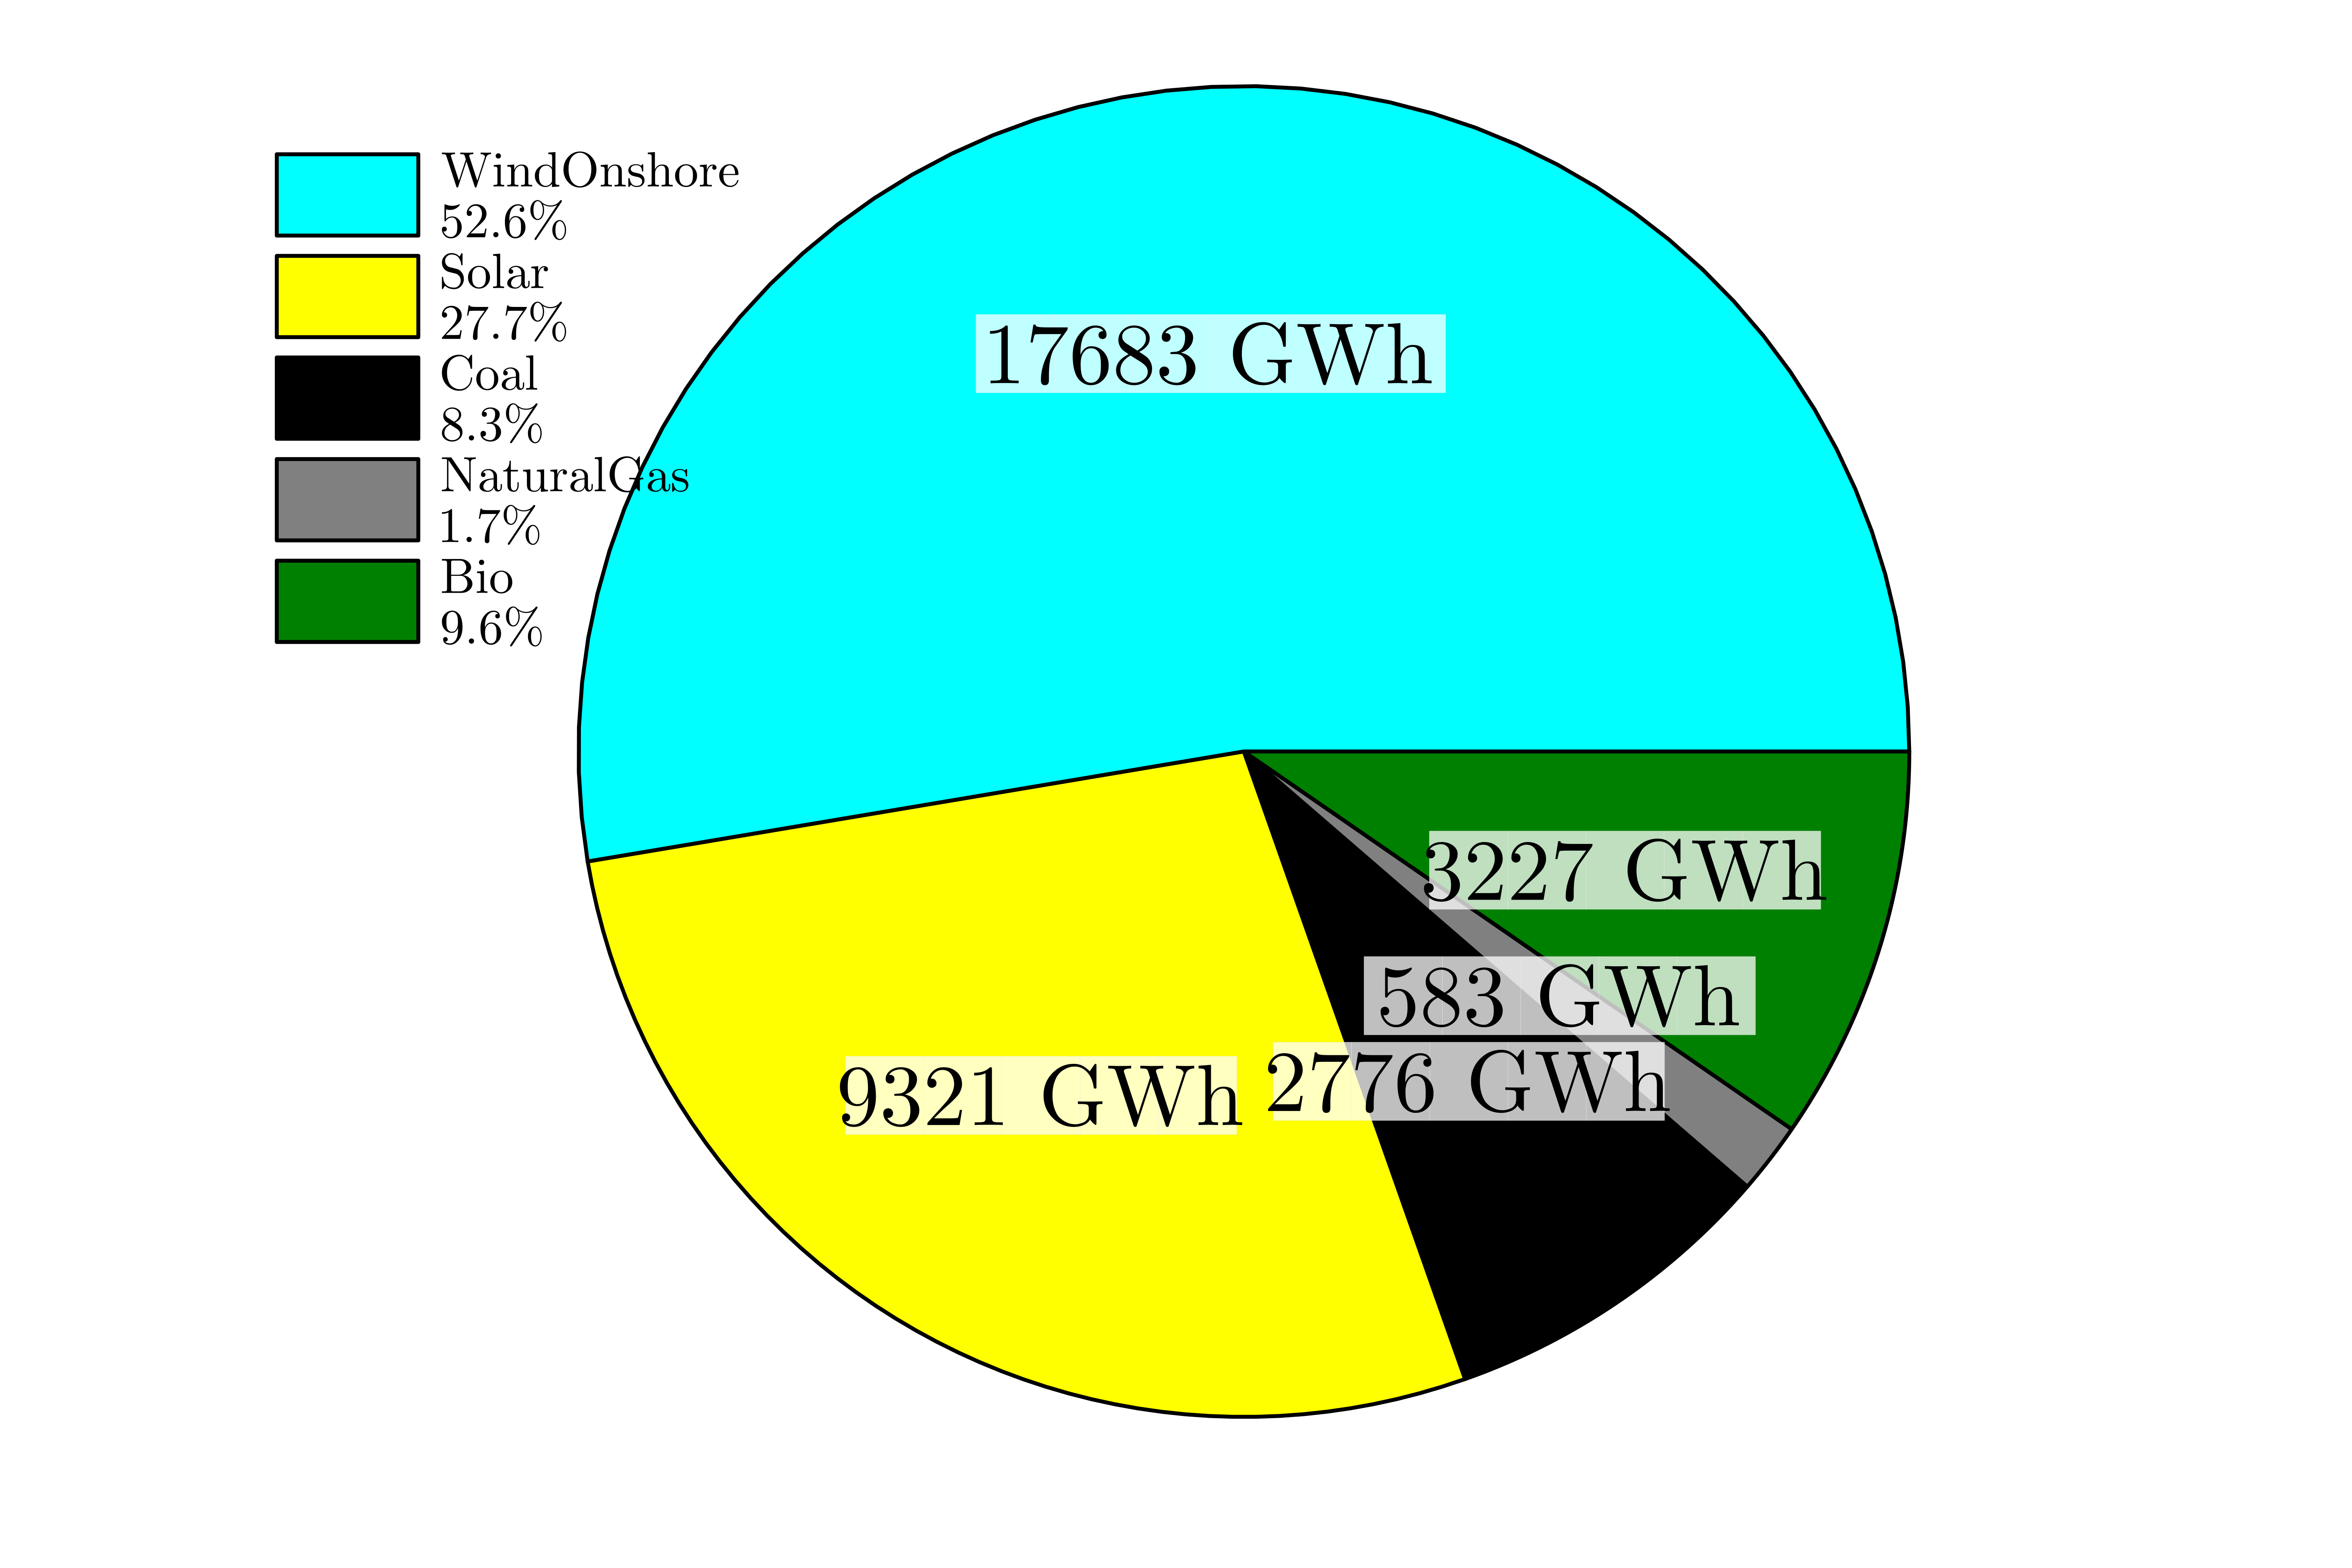 WindOnshore
52.6%
Solar
27.7%
Coal
8.3%
NaturalGas
1.7%
Bio
9.6%
17683 GWh
3227 GWh
583 GWh
2776 GWh
9321 GWh